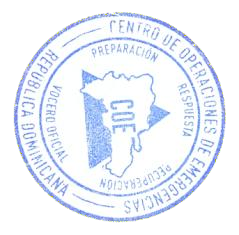 CENTRO DE OPERACIONES DE EMERGENCIAS
REPUBLICA DOMINICANA
PREPARACIÓN
RESPUESTA
RECUPERACIÓN
VOCERO OFICIAL
COE